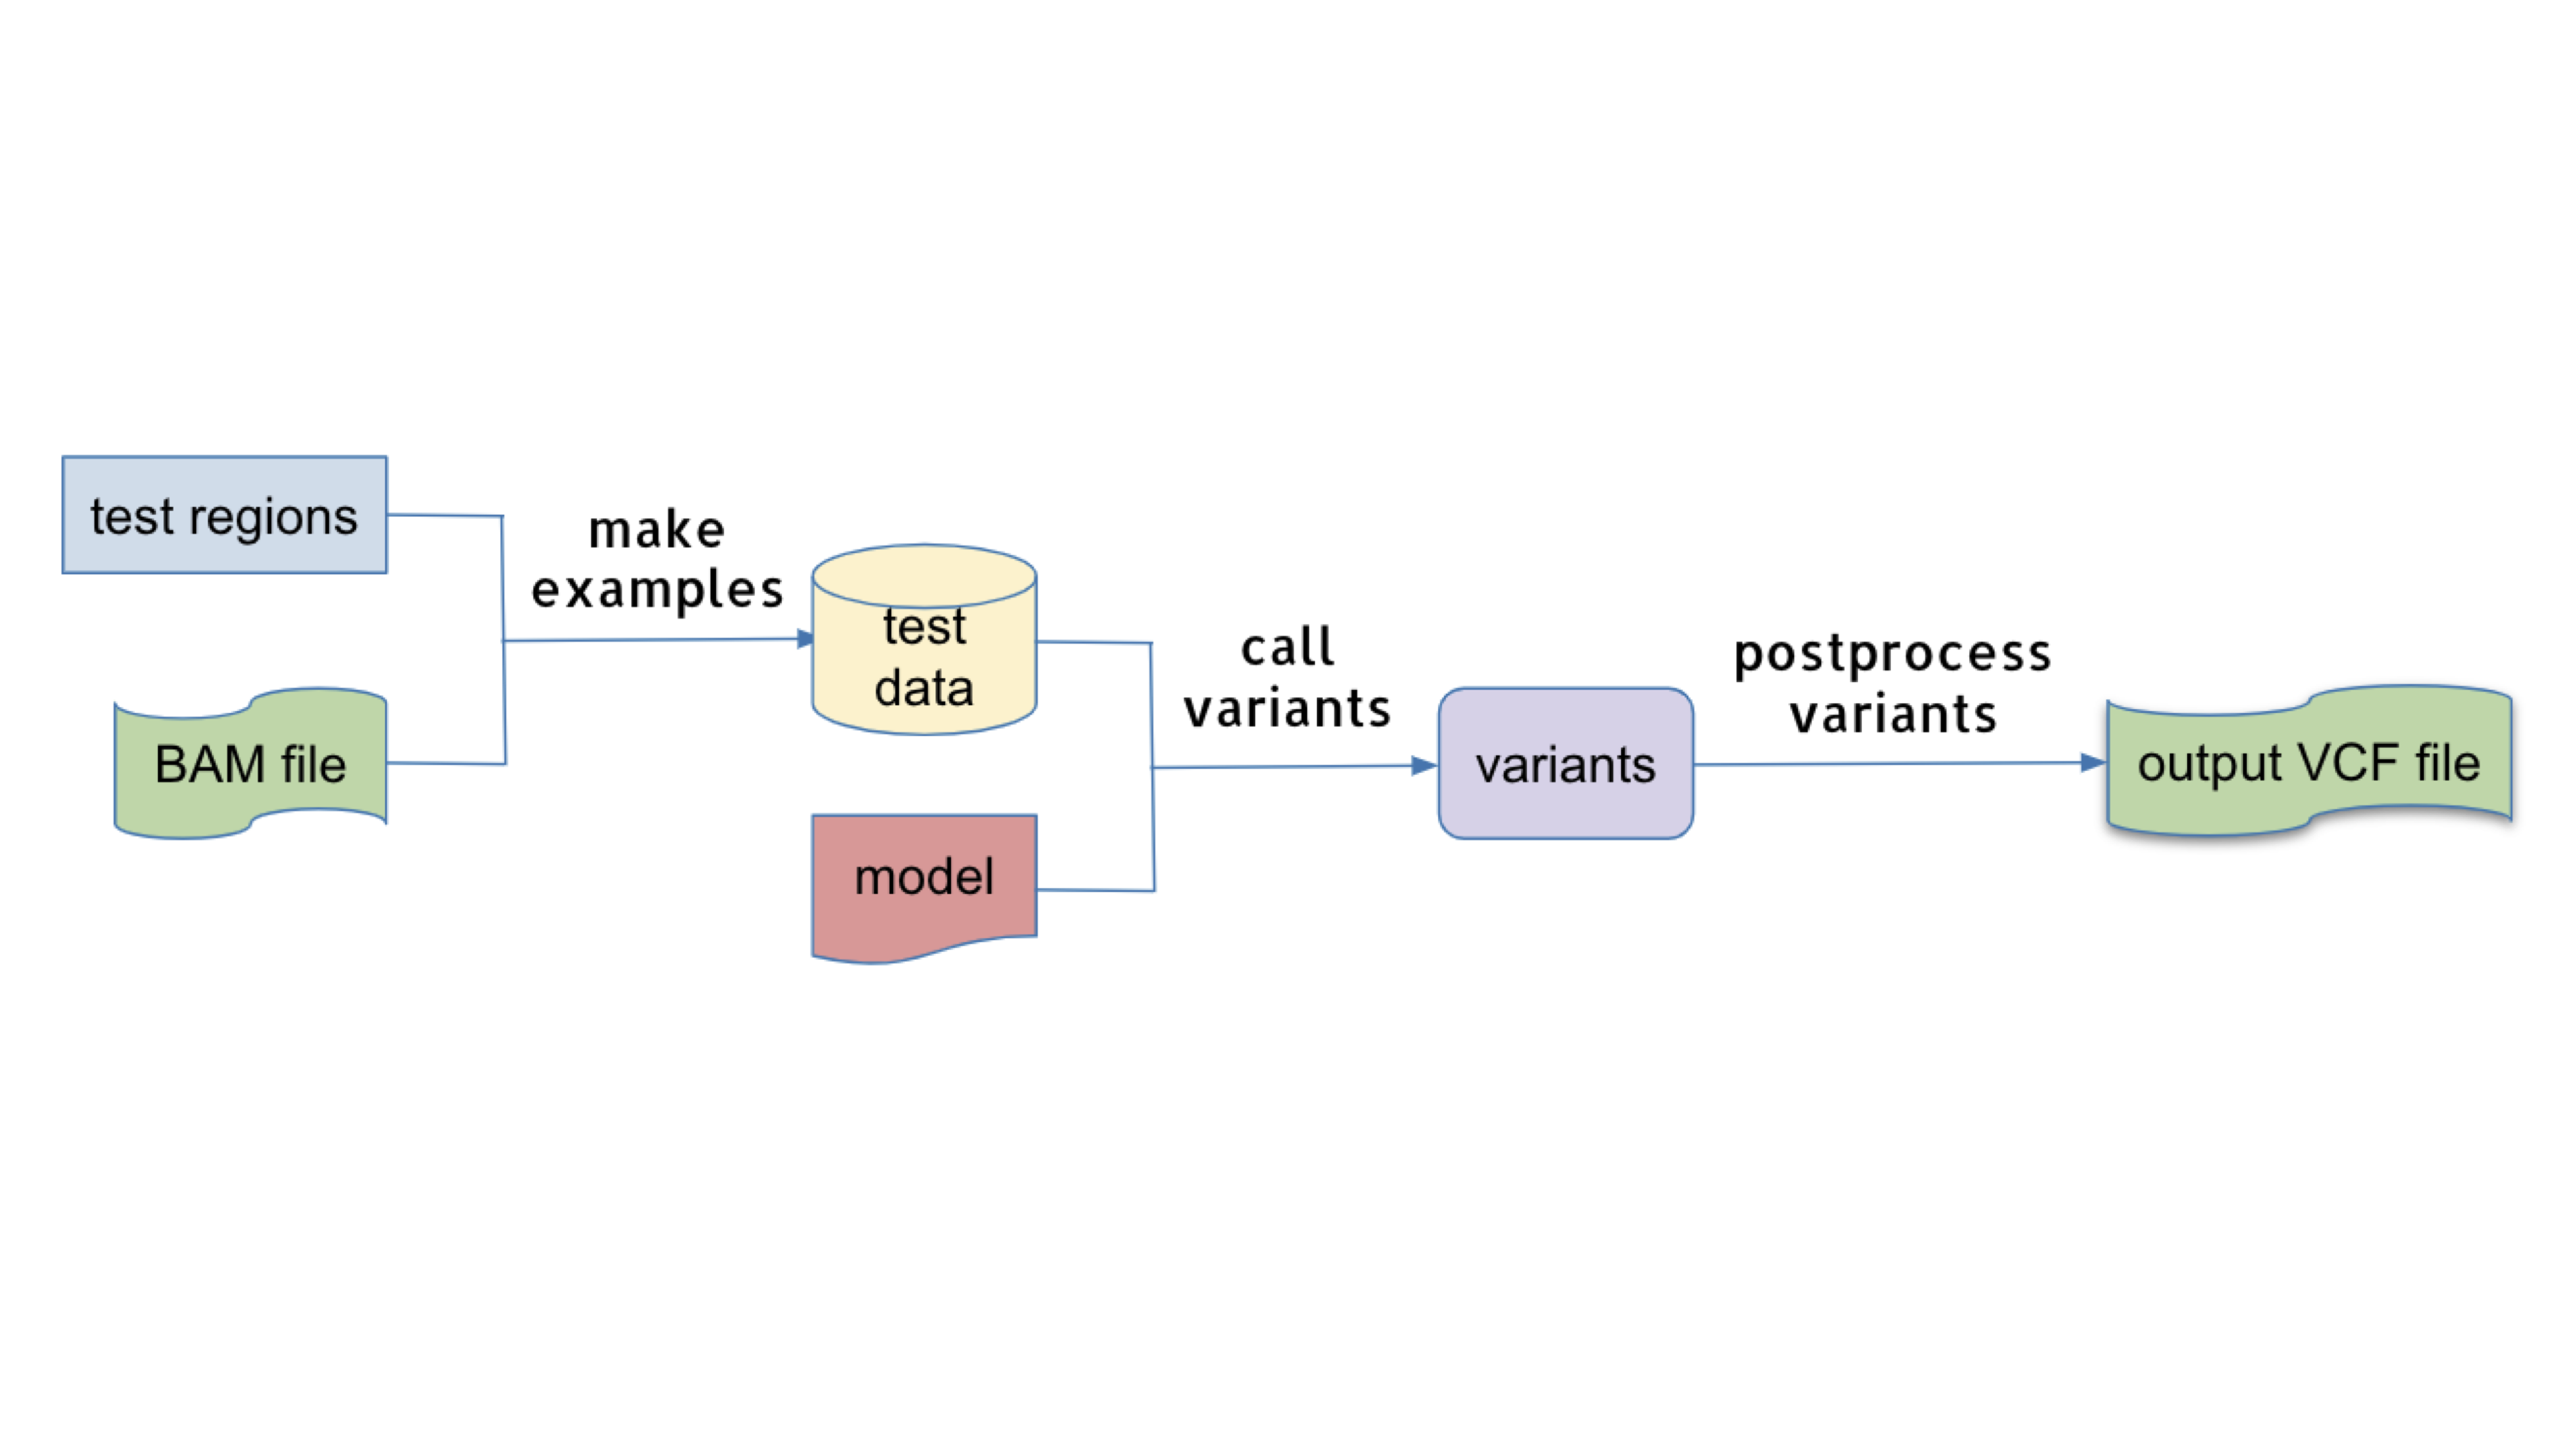 test regions
make
examples
BAM file
test
data
model
call
variants
variants
postprocess
variants
output VCF file